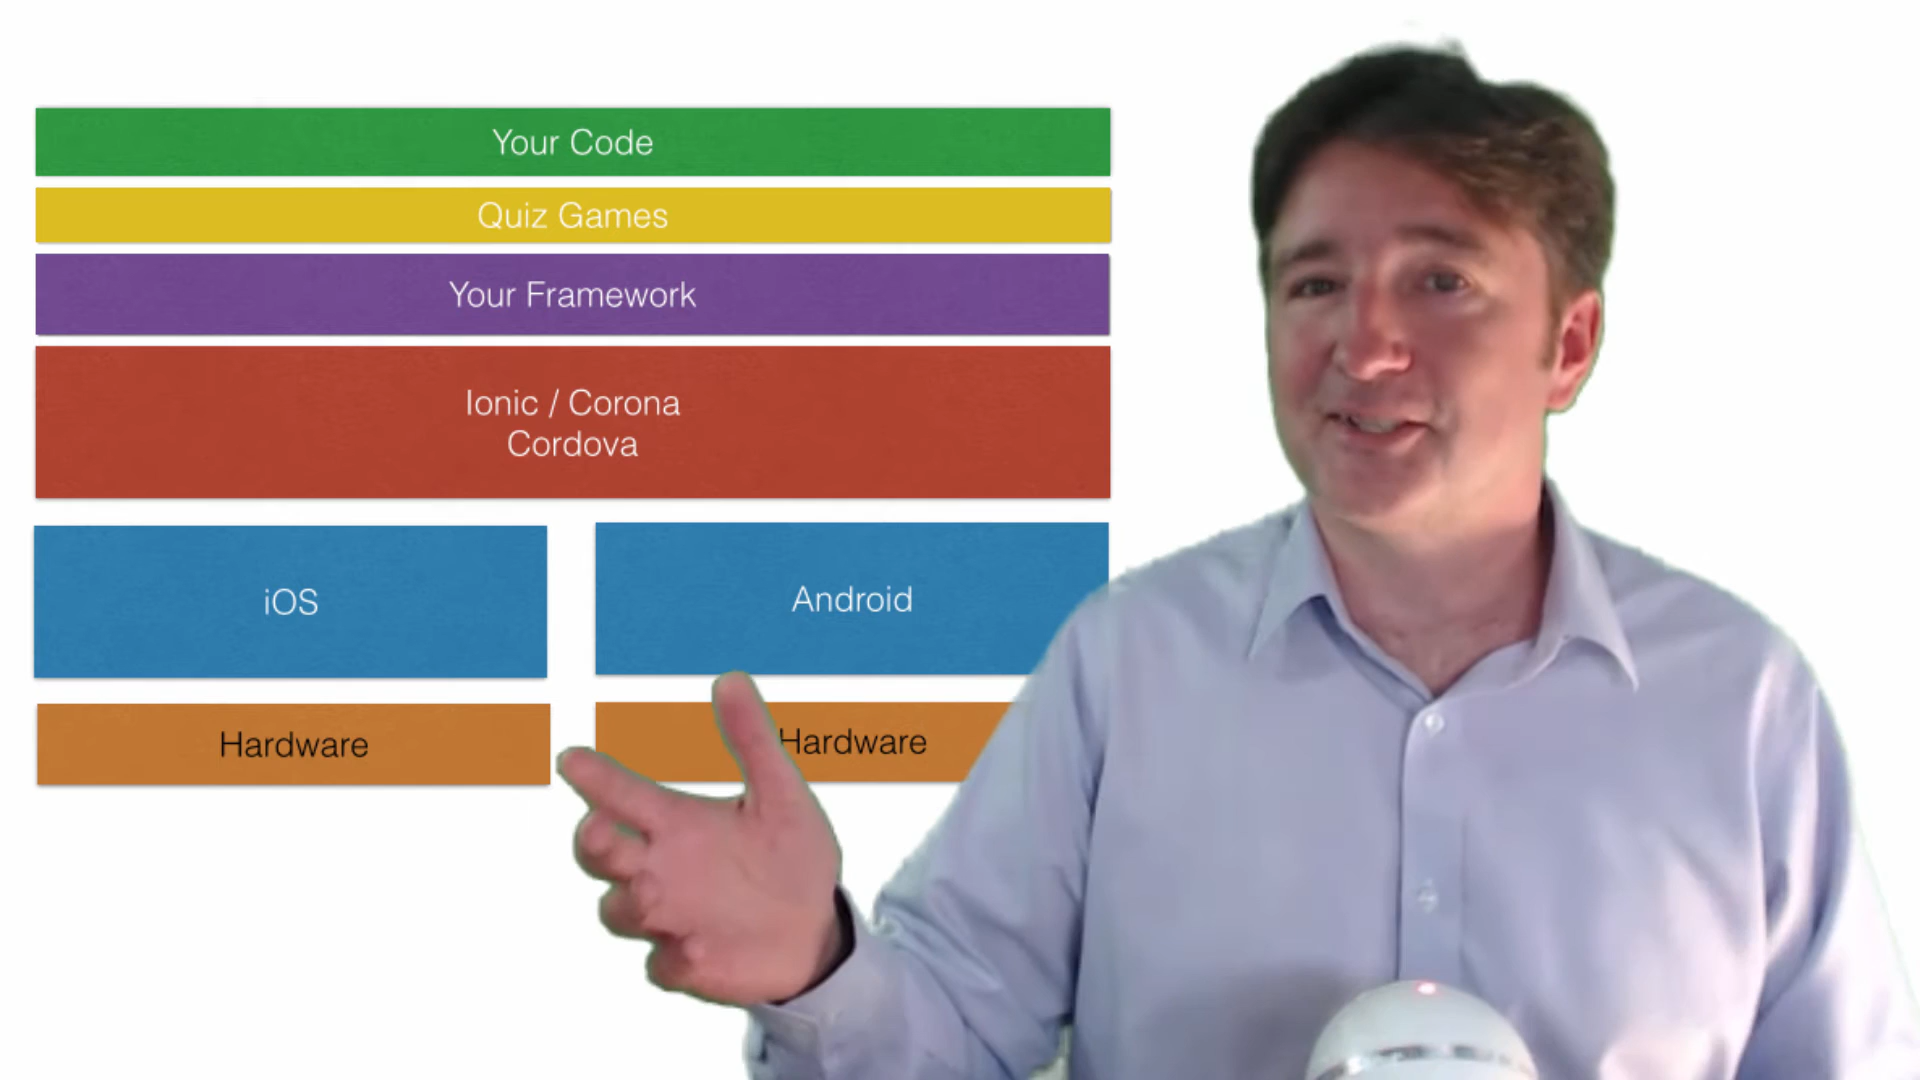 Your Code
Quiz Games
Your Framework
Ionic / Corona
Cordova
iOS
Android
Hardware
Hardware